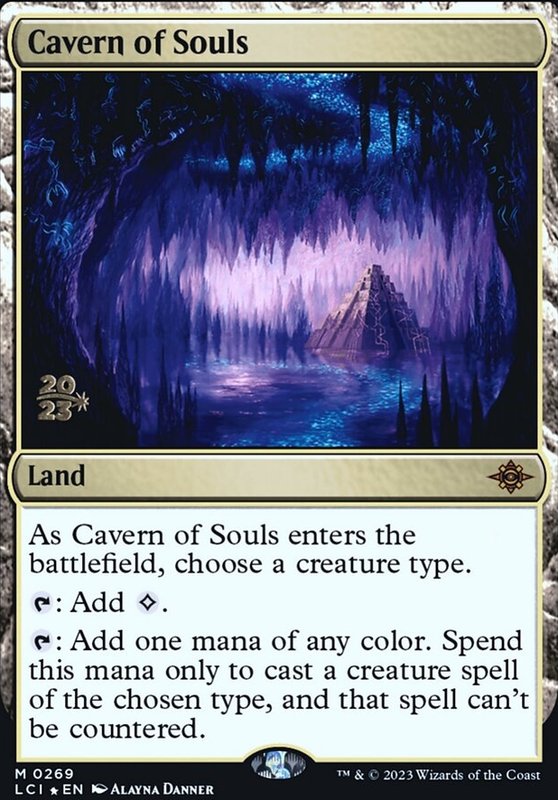 Cavern of Souls
20
23
Land
As Cavern of Souls enters the
battlefield, choose a creature type.
: Add .
: Add one mana of any color. Spend
this mana only to cast a creature spell
of the chosen type, and that spell can't
be countered.
M 0269
LCI ★ EN Alayna Danner
™ & © 2023 Wizards of the Coast